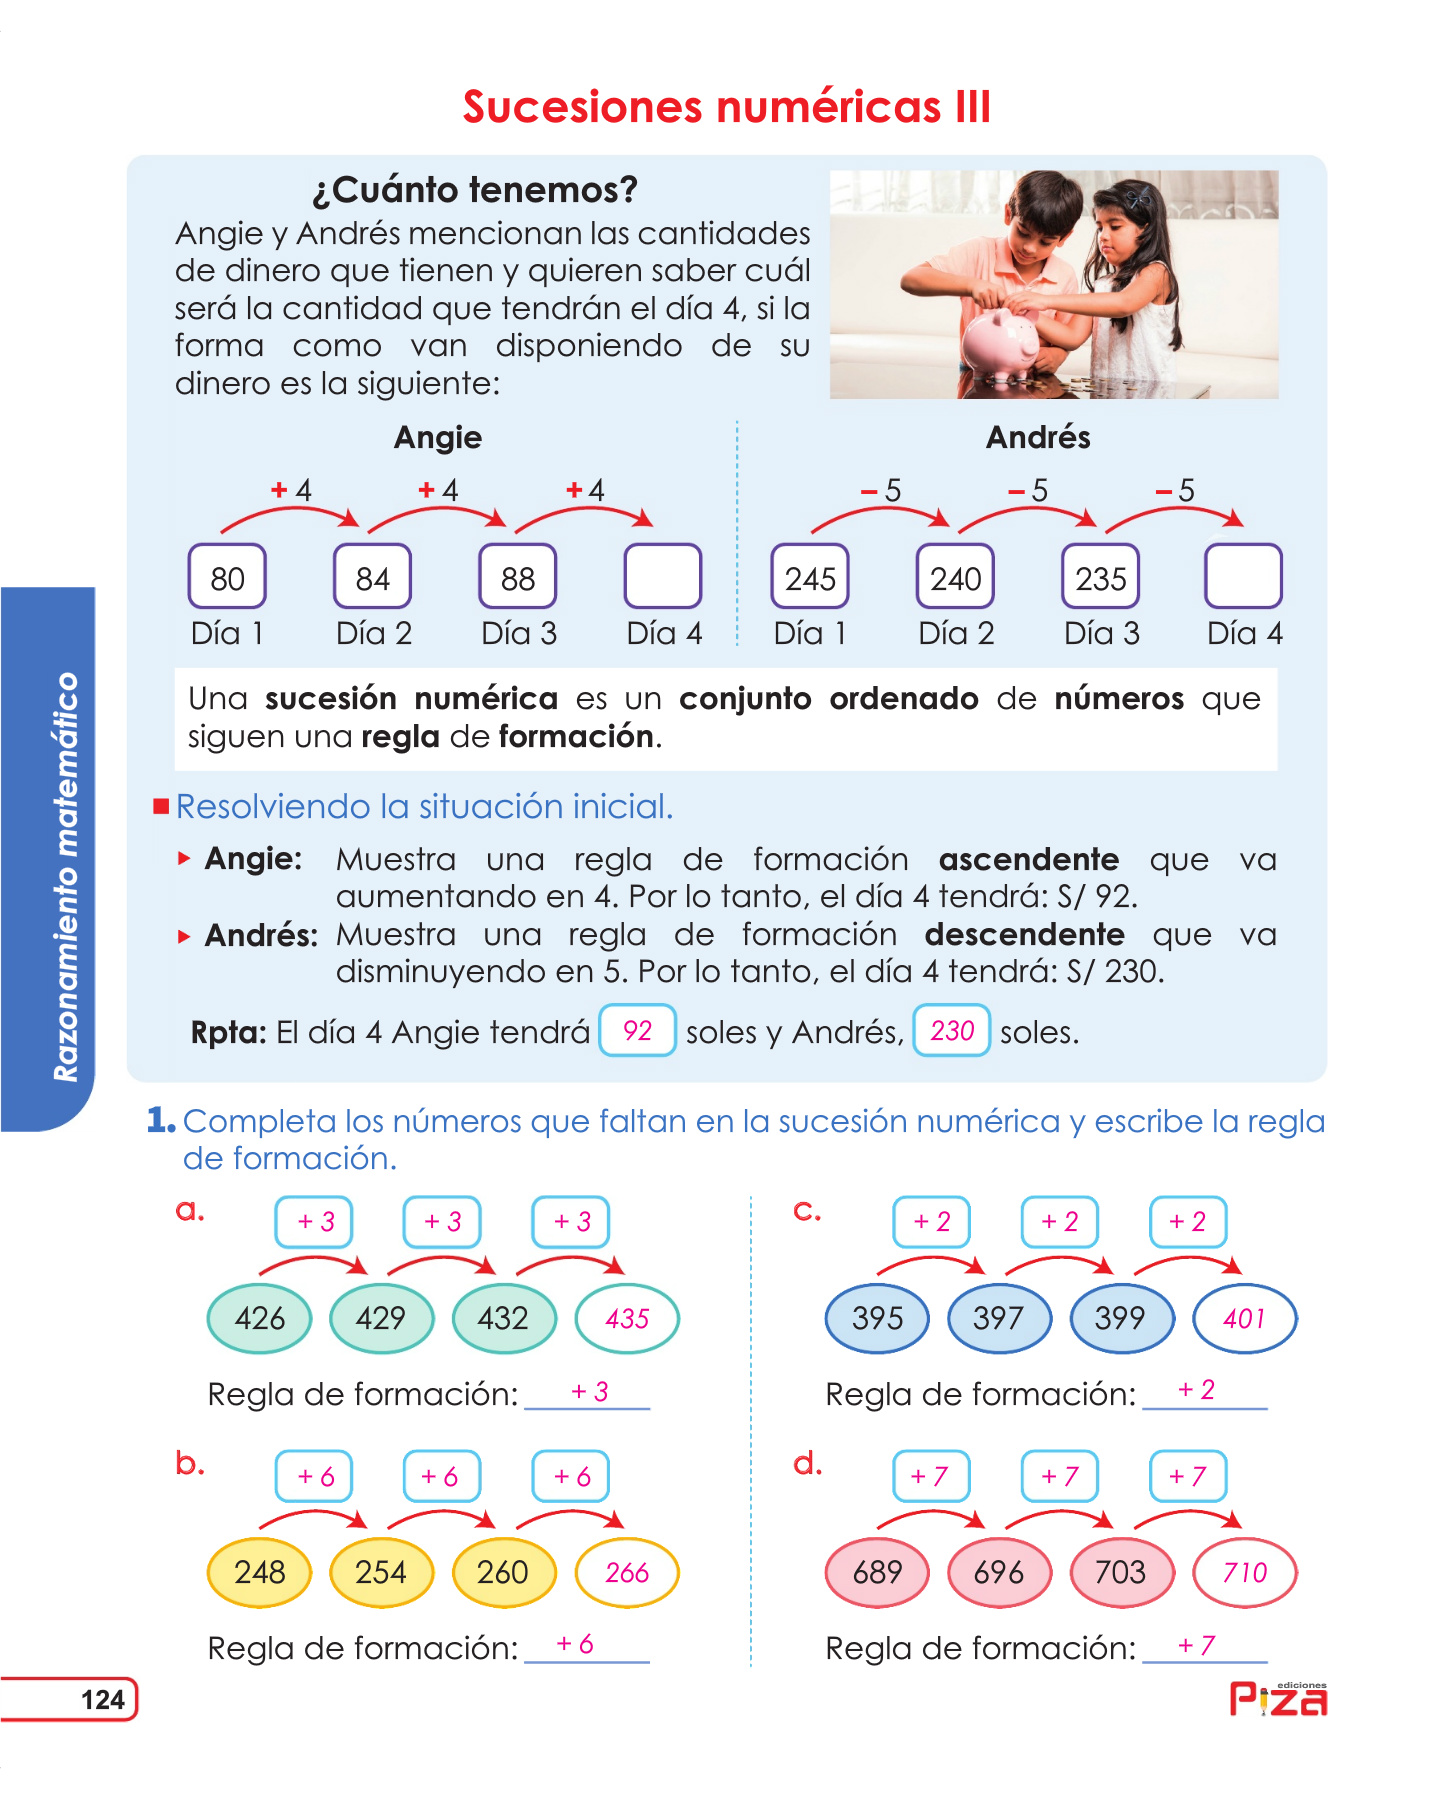 Sucesiones numéricas III
¿Cuánto tenemos?
Angie y Andrés mencionan las cantidades
de dinero que tienen y quieren saber cuál
será la cantidad que tendrán el día 4, si la
forma como van disponiendo de su
dinero es la siguiente:
Angie
+ 4 + 4 + 4
80 84 88
Día 1 Día 2 Día 3 Día 4
Andrés
– 5 – 5 – 5
245 240 235
Día 1 Día 2 Día 3 Día 4
Una sucesión numérica es un conjunto ordenado de números que
siguen una regla de formación.
Resolviendo la situación inicial.
Angie: Muestra una regla de formación ascendente que va
aumentando en 4. Por lo tanto, el día 4 tendrá: S/ 92.
Andrés: Muestra una regla de formación descendente que va
disminuyendo en 5. Por lo tanto, el día 4 tendrá: S/ 230.
Rpta: El día 4 Angie tendrá 92 soles y Andrés, 230 soles.
Razonamiento matemático
1. Completa los números que faltan en la sucesión numérica y escribe la regla
de formación.
a. + 3 + 3 + 3
426 429 432 435
Regla de formación: + 3
b. + 6 + 6 + 6
248 254 260 266
Regla de formación: + 6
c. + 2 + 2 + 2
395 397 399 401
Regla de formación: + 2
d. + 7 + 7 + 7
689 696 703 710
Regla de formación: + 7
124
ediciones
Piza